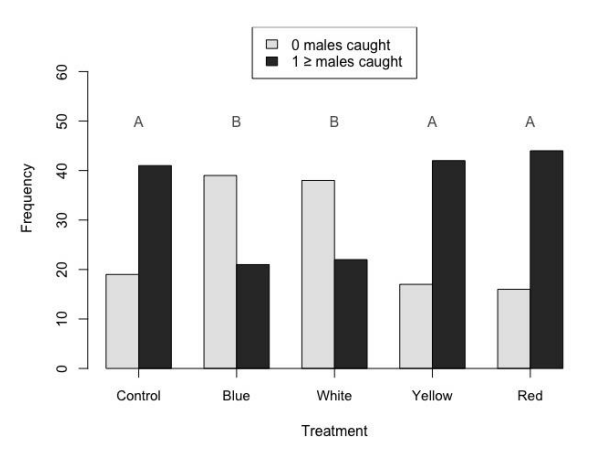 0 males caught
1 ≥ males caught
60
50
40
30
20
10
0
Frequency
A B B A A
Control Blue White Yellow Red
Treatment